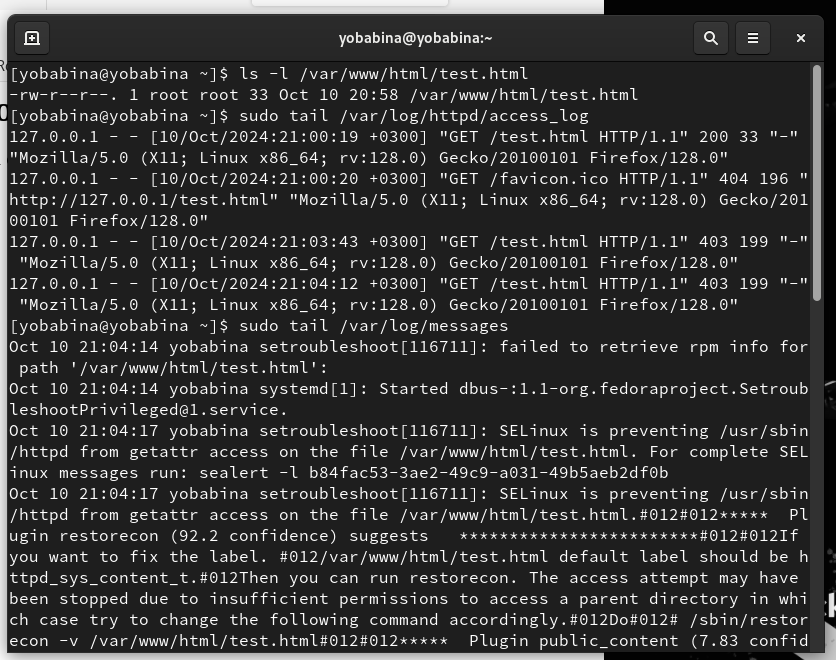 yobabina@yobabina:~
[yobabina@yobabina ~]$ ls -l /var/www/html/test.html
-rw-r--r--. 1 root root 33 Oct 10 20:58 /var/www/html/test.html
[yobabina@yobabina ~]$ sudo tail /var/log/httpd/access_log
127.0.0.1 - - [10/Oct/2024:21:00:19 +0300] "GET /test.html HTTP/1.1" 200 33 "-"
"Mozilla/5.0 (X11; Linux x86_64; rv:128.0) Gecko/20100101 Firefox/128.0"
127.0.0.1 - - [10/Oct/2024:21:00:20 +0300] "GET /favicon.ico HTTP/1.1" 404 196 "
http://127.0.0.1/test.html" "Mozilla/5.0 (X11; Linux x86_64; rv:128.0) Gecko/201
00101 Firefox/128.0"
127.0.0.1 - - [10/Oct/2024:21:03:43 +0300] "GET /test.html HTTP/1.1" 403 199 "-"
 "Mozilla/5.0 (X11; Linux x86_64; rv:128.0) Gecko/20100101 Firefox/128.0"
127.0.0.1 - - [10/Oct/2024:21:04:12 +0300] "GET /test.html HTTP/1.1" 403 199 "-"
 "Mozilla/5.0 (X11; Linux x86_64; rv:128.0) Gecko/20100101 Firefox/128.0"
[yobabina@yobabina ~]$ sudo tail /var/log/messages
Oct 10 21:04:14 yobabina setroubleshoot[116711]: failed to retrieve rpm info for
 path '/var/www/html/test.html':
Oct 10 21:04:14 yobabina systemd[1]: Started dbus-:1.1-org.fedoraproject.Setroub
leshootPrivileged@1.service.
Oct 10 21:04:17 yobabina setroubleshoot[116711]: SELinux is preventing /usr/sbin
/httpd from getattr access on the file /var/www/html/test.html. For complete SEL
inux messages run: sealert -l b84fac53-3ae2-49c9-a031-49b5aeb2df0b
Oct 10 21:04:17 yobabina setroubleshoot[116711]: SELinux is preventing /usr/sbin
/httpd from getattr access on the file /var/www/html/test.html.#012#012*****  Pl
ugin restorecon (92.2 confidence) suggests   ************************#012#012If
you want to fix the label. #012/var/www/html/test.html default label should be h
ttpd_sys_content_t.#012Then you can run restorecon. The access attempt may have
been stopped due to insufficient permissions to access a parent directory in whi
ch case try to change the following command accordingly.#012Do#012# /sbin/restor
econ -v /var/www/html/test.html#012#012*****  Plugin public_content (7.83 confid